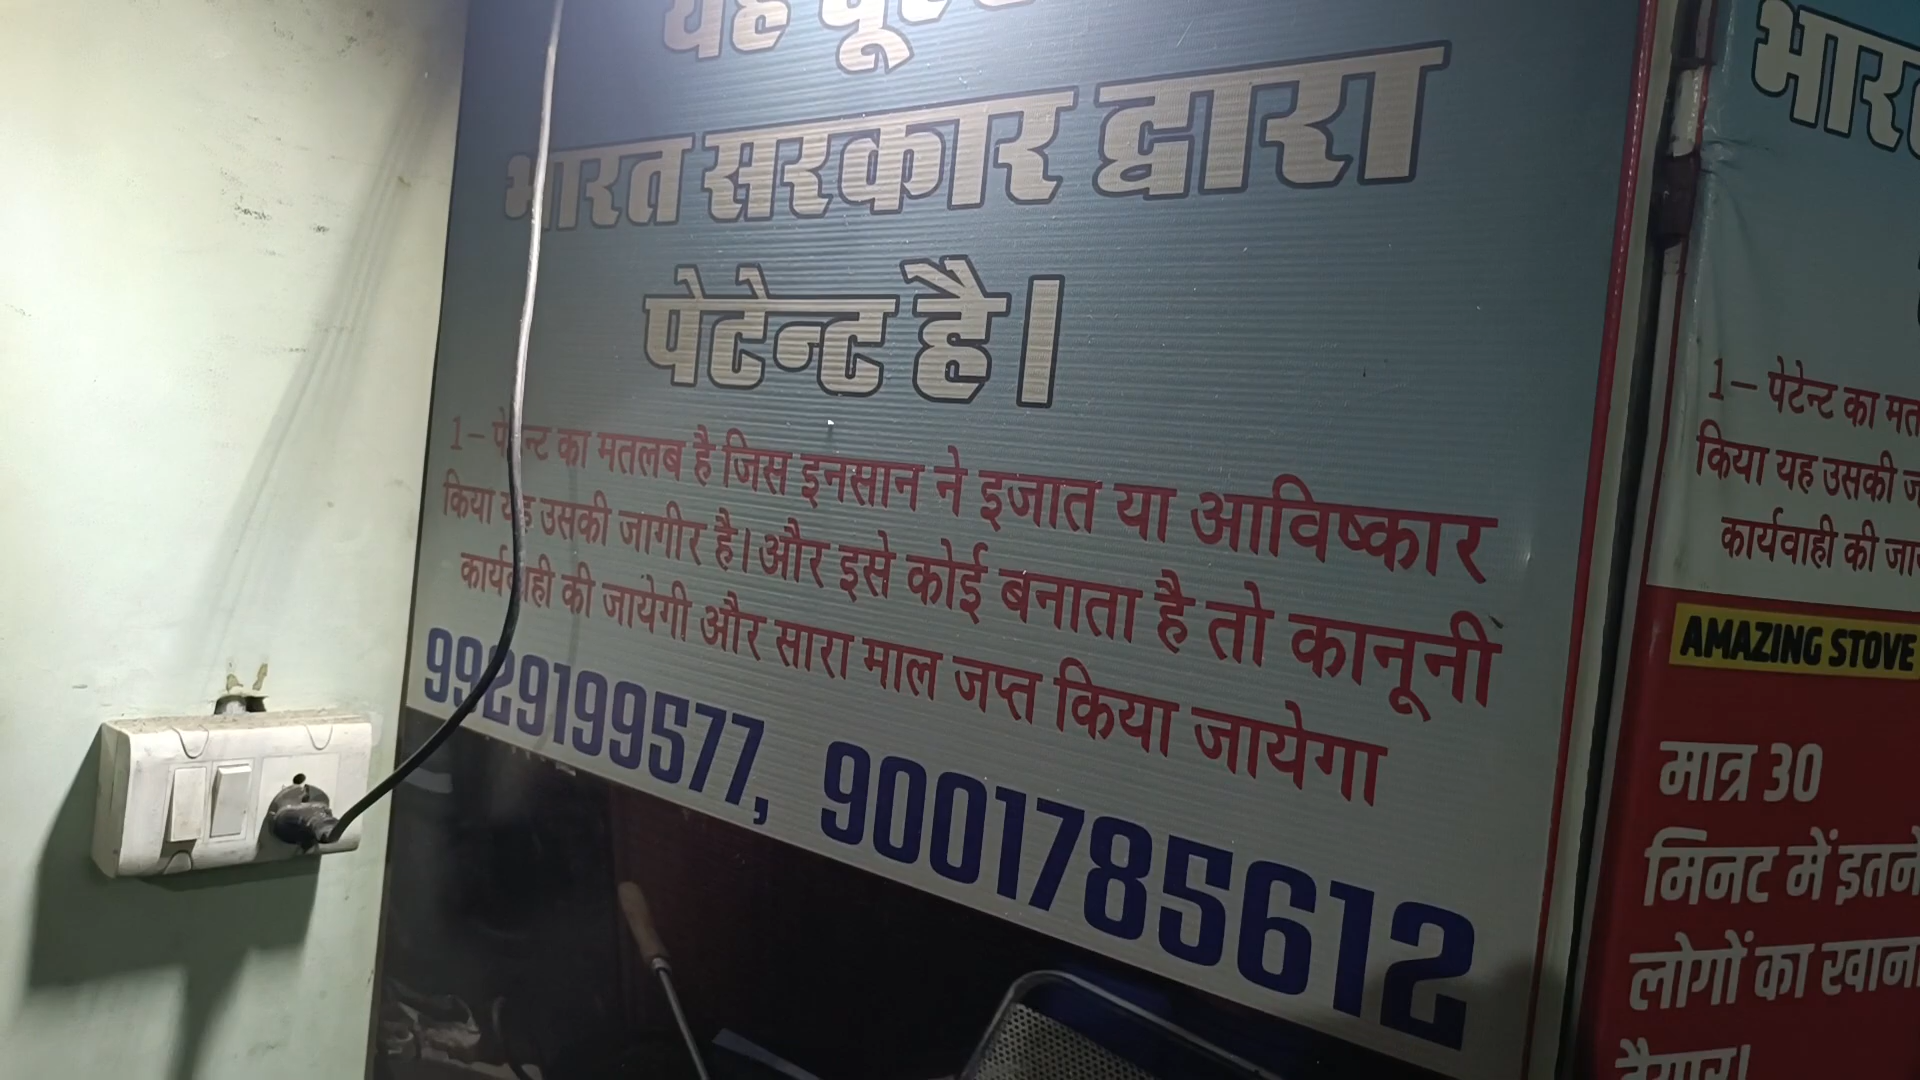 यह
भारत सरकार द्वारा
पेटेन्ट है।
1- पेटेन्ट का मतलब है जिस इनसान ने इजात या आविष्कार
किया यह उसकी जागीर है। और इसे कोई बनाता है तो कानूनी
कार्यवाही की जायेगी और सारा माल जप्त किया जायेगा
9929199577, 9001785612
1- पेटेन्ट का
किया यह उसकी
कार्यवाही की
AMAZING STOVE
मात्र 30
मिनट में इतने
लोगों का खाना
तैयार।